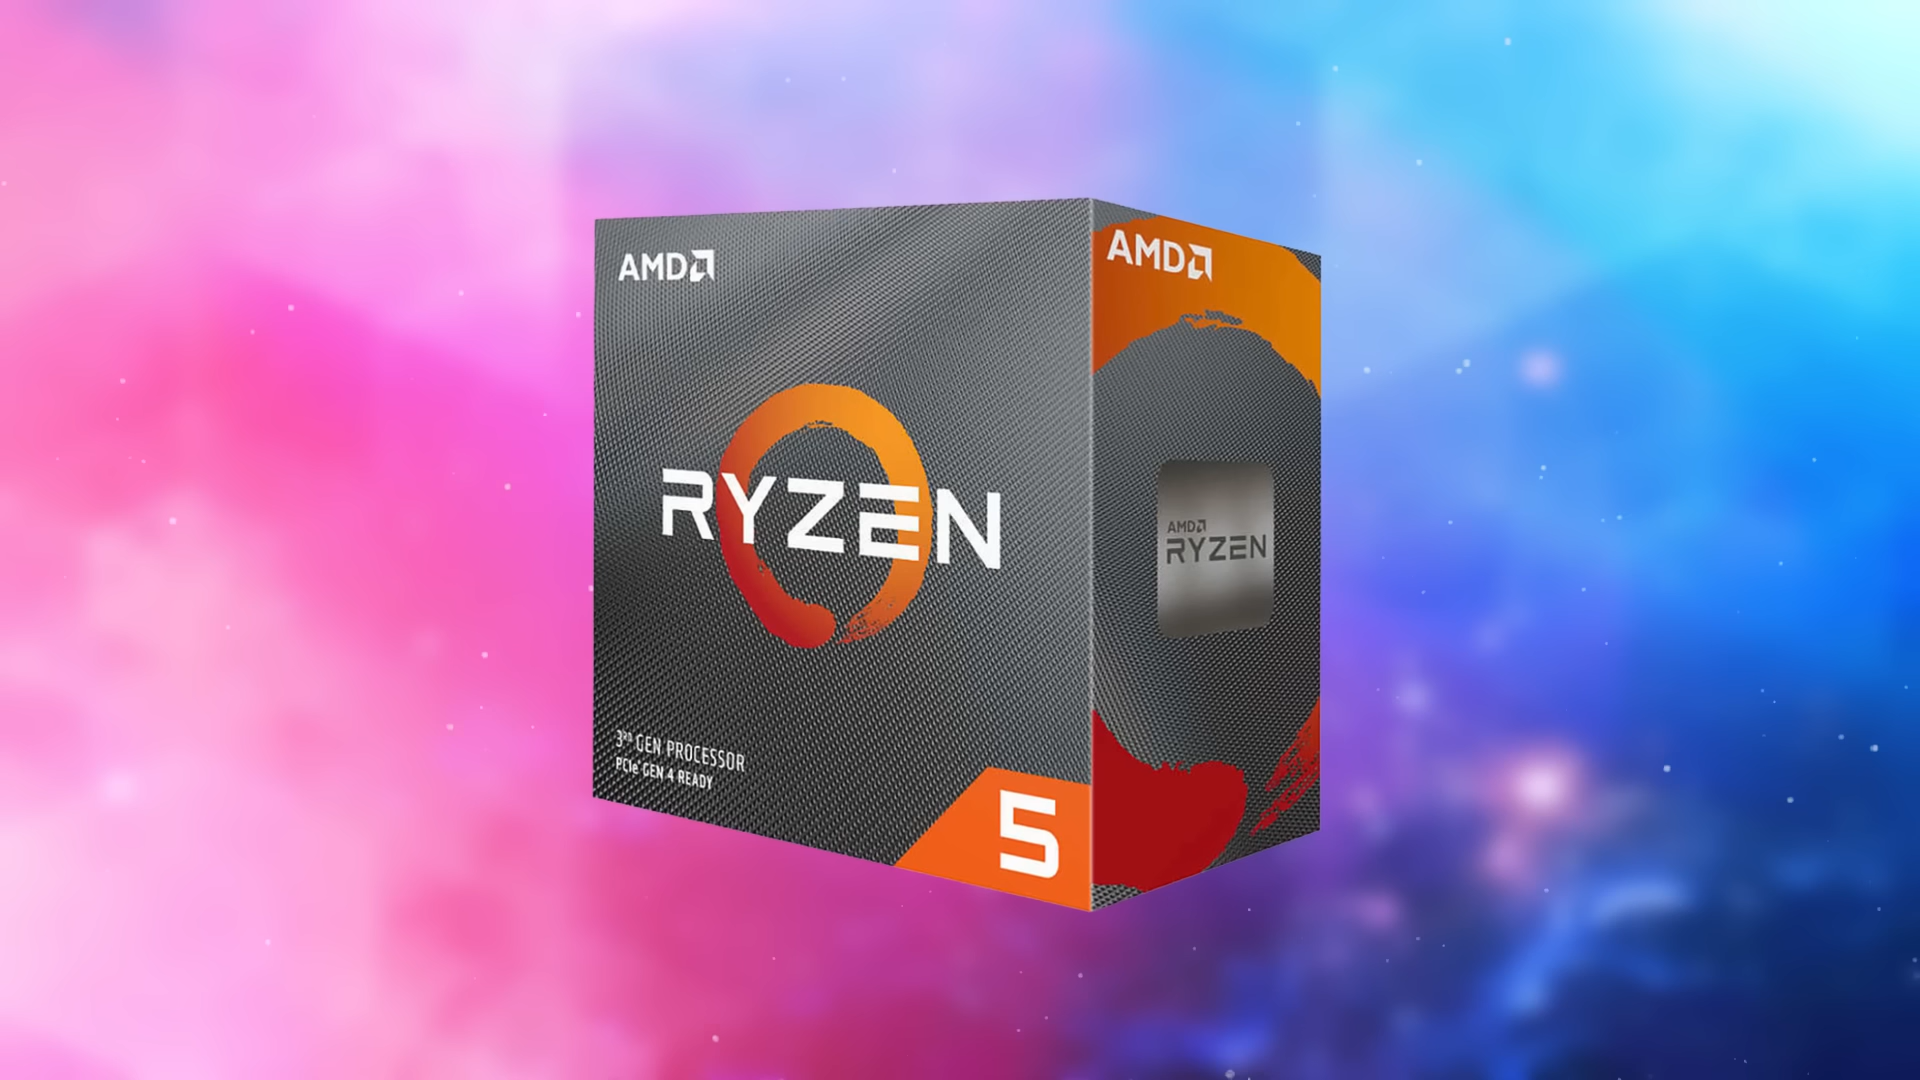 AMD
AMD
RYZEN
AMD
RYZEN
3RD GEN PROCESSOR
PCIe GEN 4 READY
5